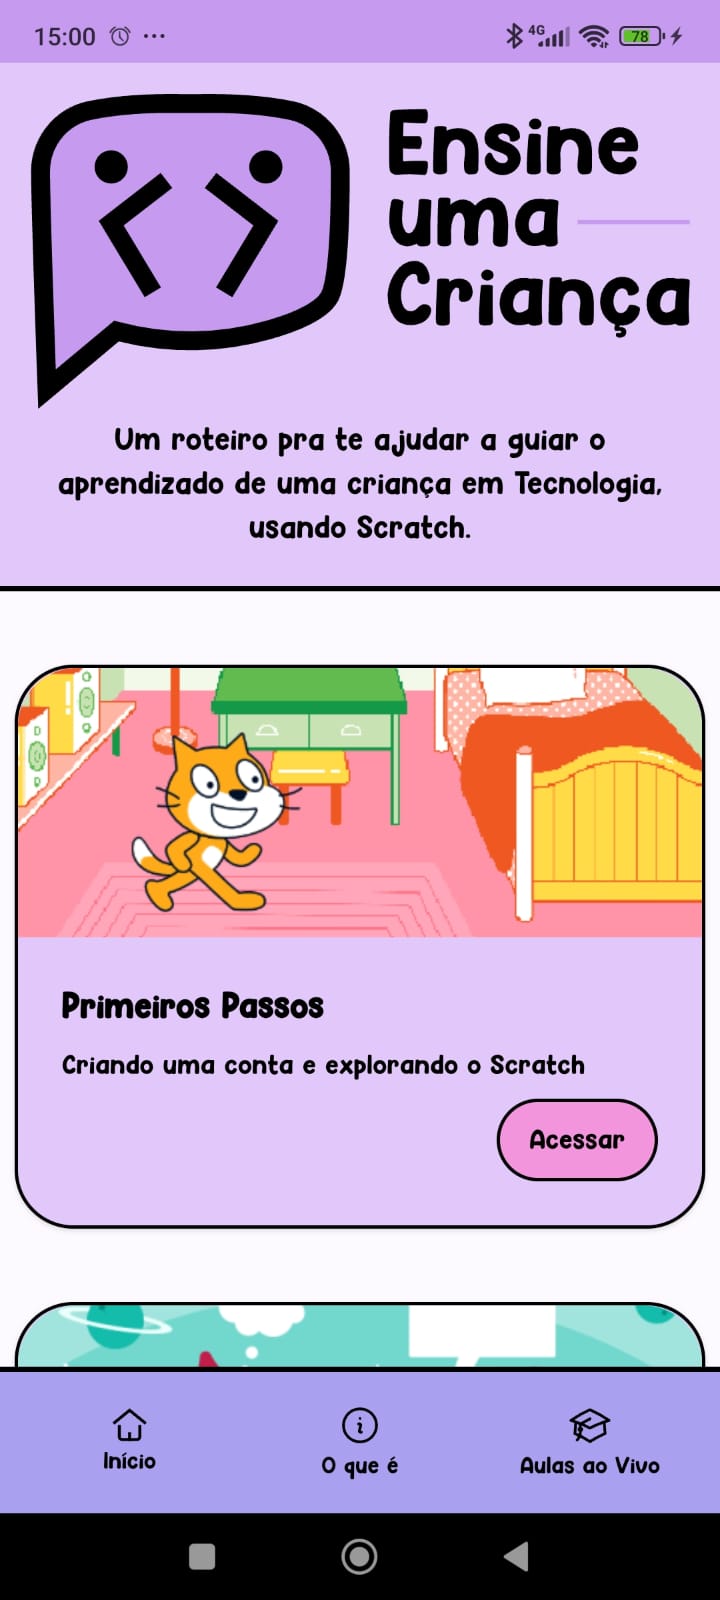 15:00
4G
78
Ensine
uma
Criança
Um roteiro pra te ajudar a guiar o
aprendizado de uma criança em Tecnologia,
usando Scratch.
Primeiros Passos
Criando uma conta e explorando o Scratch
Acessar
Início
O que é
Aulas ao Vivo